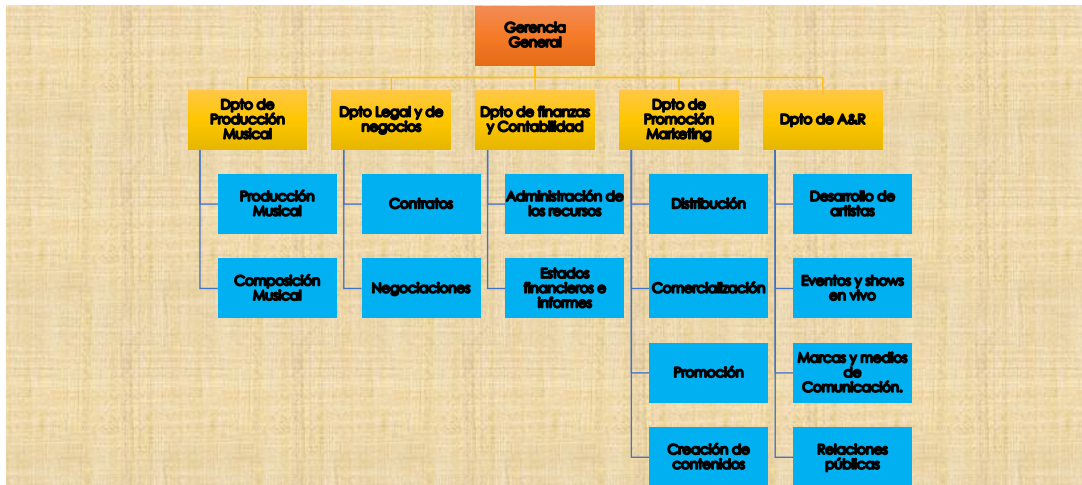 Gerencia
General
Dpto de
Producción
Musical
Dpto Legal y de
negocios
Dpto de finanzas
y Contabilidad
Dpto de
Promoción
Marketing
Dpto de A&R
Producción
Musical
Composición
Musical
Contratos
Negociaciones
Administración de
los recursos
Estados
financieros e
informes
Distribución
Comercialización
Promoción
Creación de
contenidos
Desarrollo de
artistas
Eventos y shows
en vivo
Marcas y medios
de
Comunicación.
Relaciones
públicas